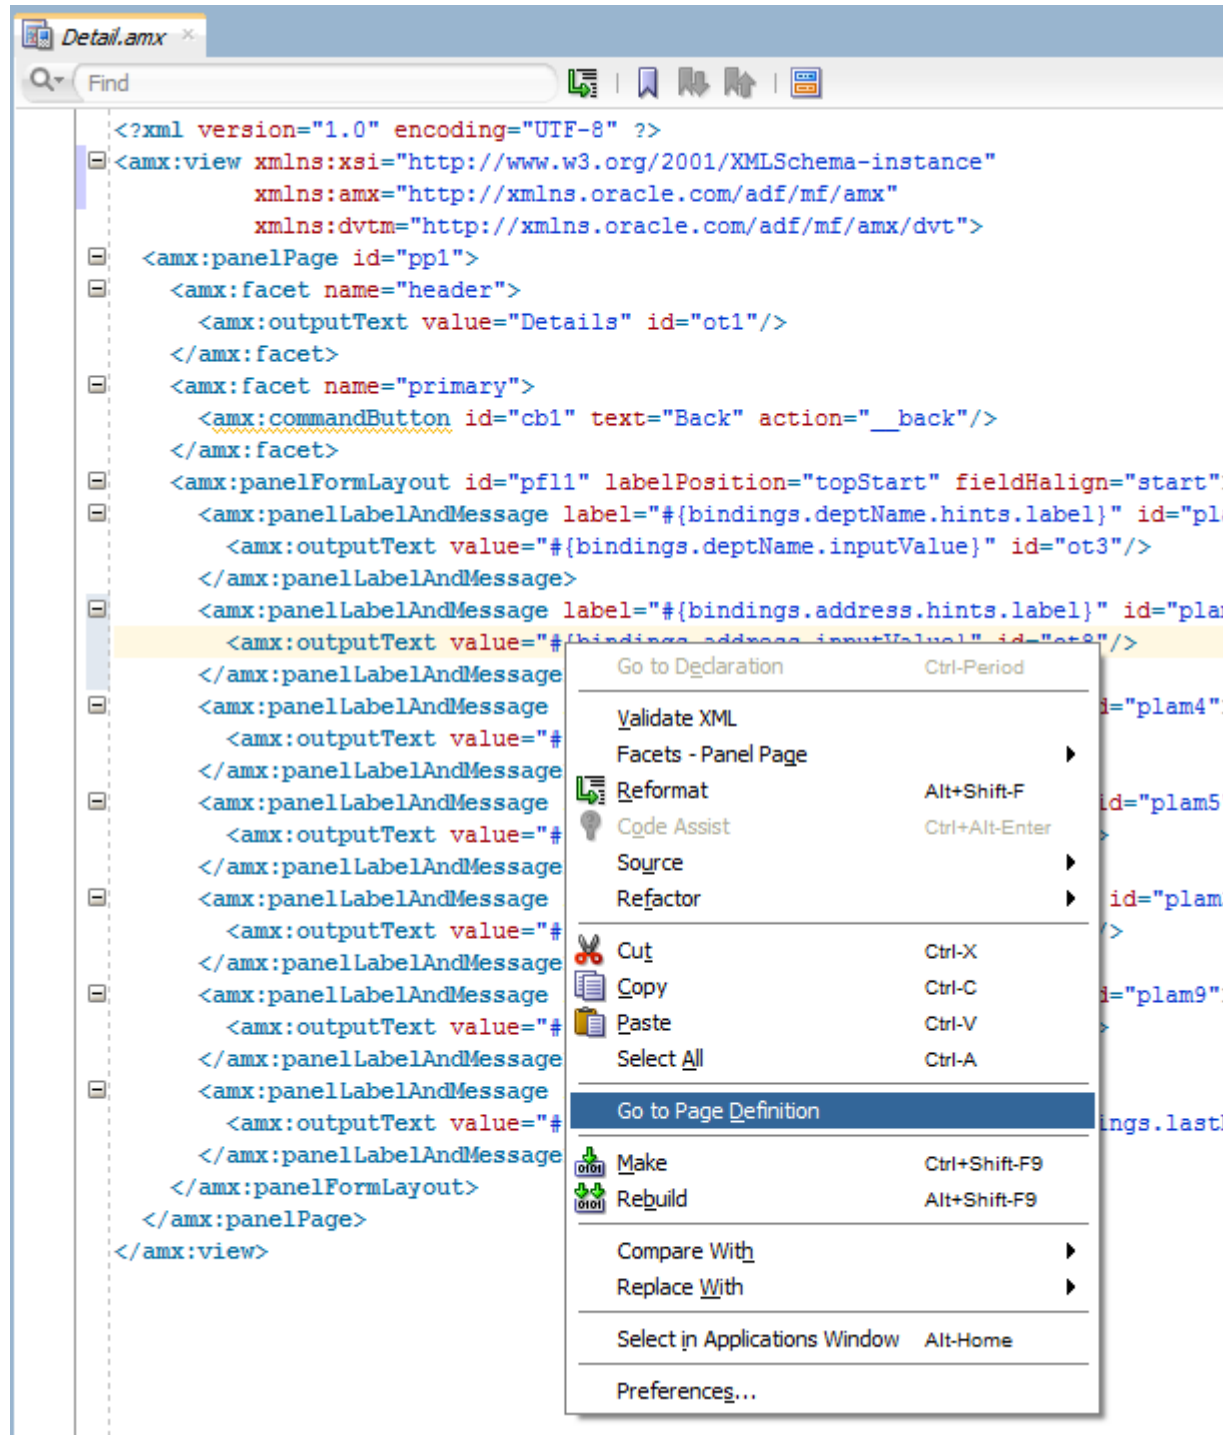 Detail.amx
Find
<?xml version="1.0" encoding="UTF-8" ?>
<amx:view xmlns:xsi="http://www.w3.org/2001/XMLSchema-instance"
xmlns:amx="http://xmlns.oracle.com/adf/mf/amx"
xmlns:dvtm="http://xmlns.oracle.com/adf/mf/amx/dvt">
<amx:panelPage id="pp1">
<amx:facet name="header">
<amx:outputText value="Details" id="ot1"/>
</amx:facet>
<amx:facet name="primary">
<amx:commandButton id="cb1" text="Back" action="__back"/>
</amx:facet>
<amx:panelFormLayout id="pfl1" labelPosition="topStart" fieldHalign="start"
<amx:panelLabelAndMessage label="#{bindings.deptName.hints.label}" id="pla
<amx:outputText value="#{bindings.deptName.inputValue}" id="ot3"/>
</amx:panelLabelAndMessage>
<amx:panelLabelAndMessage label="#{bindings.address.hints.label}" id="plam
<amx:outputText value="#{bindings.address.inputValue}" id="ot8"/>
</amx:panelLabelAndMessage
<amx:panelLabelAndMessage d="plam4"
<amx:outputText value="#
</amx:panelLabelAndMessage
<amx:panelLabelAndMessage id="plam5
<amx:outputText value="#
</amx:panelLabelAndMessage
<amx:panelLabelAndMessage id="plam
<amx:outputText value="# />
</amx:panelLabelAndMessage
<amx:panelLabelAndMessage d="plam9"
<amx:outputText value="#
</amx:panelLabelAndMessage
<amx:panelLabelAndMessage
<amx:outputText value="# ings.last
</amx:panelLabelAndMessage
</amx:panelFormLayout>
</amx:panelPage>
</amx:view>
Go to Declaration Ctrl-Period
Validate XML
Facets - Panel Page
Reformat Alt+Shift-F
Code Assist Ctrl+Alt-Enter
Source
Refactor
Cut Ctrl-X
Copy Ctrl-C
Paste Ctrl-V
Select All Ctrl-A
Go to Page Definition
Make Ctrl+Shift-F9
Rebuild Alt+Shift-F9
Compare With
Replace With
Select in Applications Window Alt-Home
Preferences...